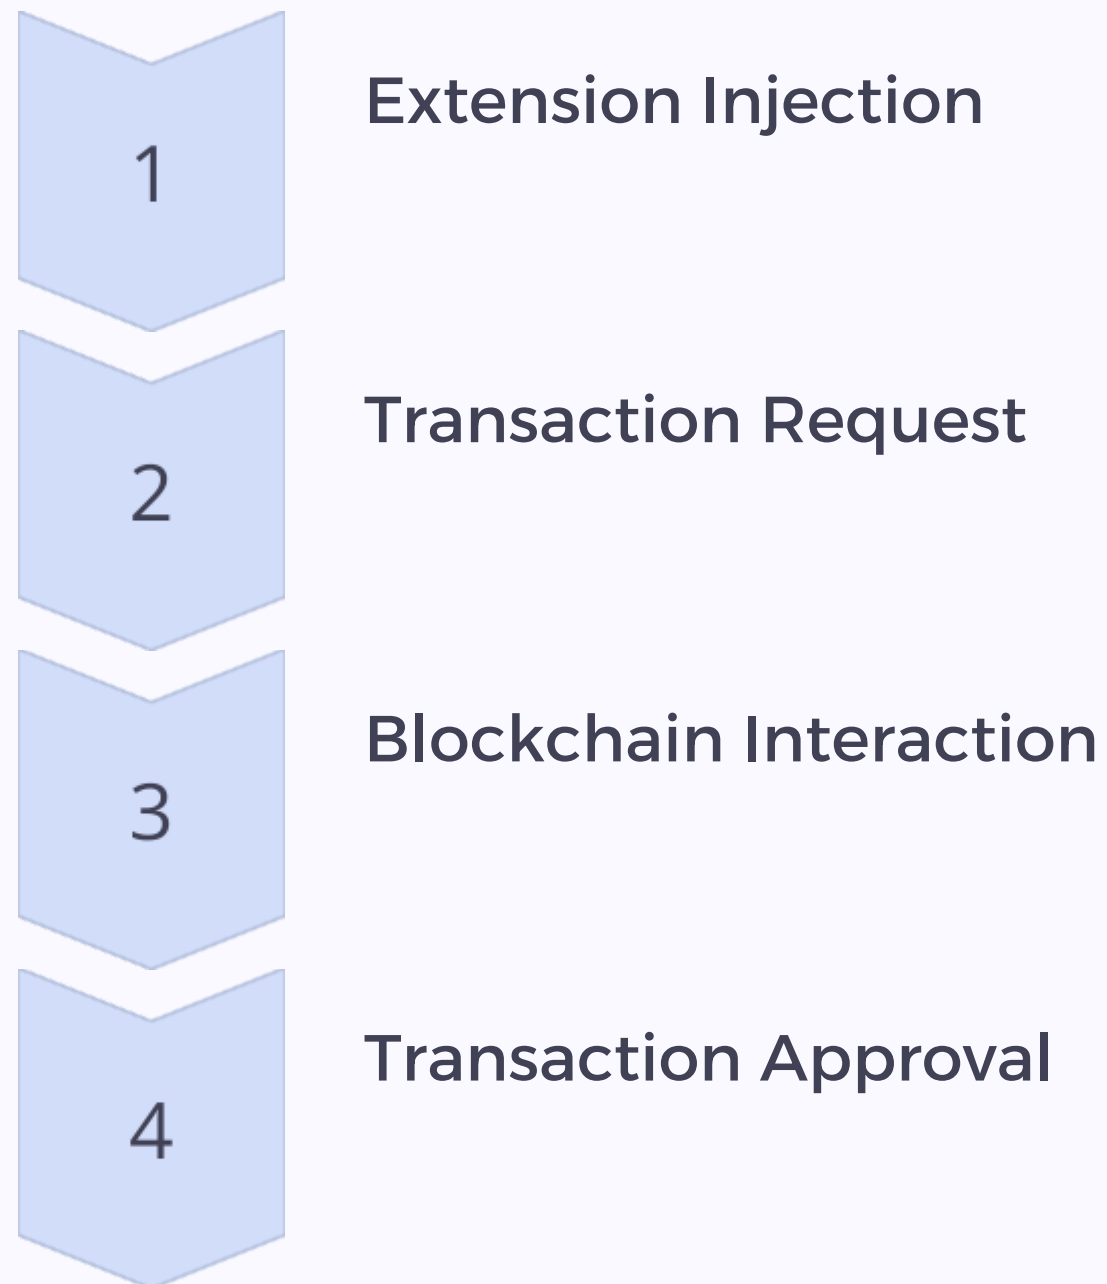 1
Extension Injection
2
Transaction Request
3
Blockchain Interaction
4
Transaction Approval